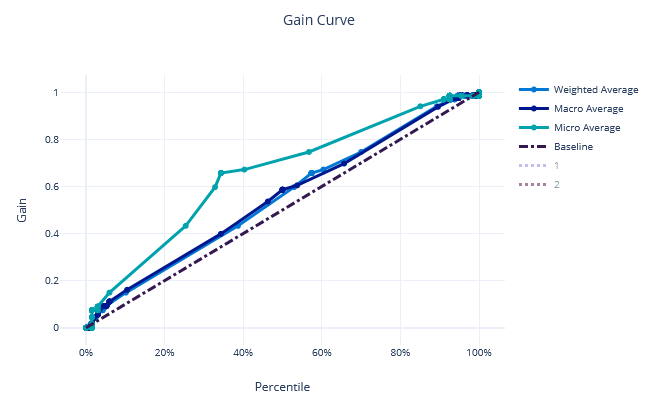 Gain Curve
Gain
1
0.8
0.6
0.4
0.2
0
0%
20%
40%
60%
80%
100%
Percentile
Weighted Average
Macro Average
Micro Average
Baseline
1
2